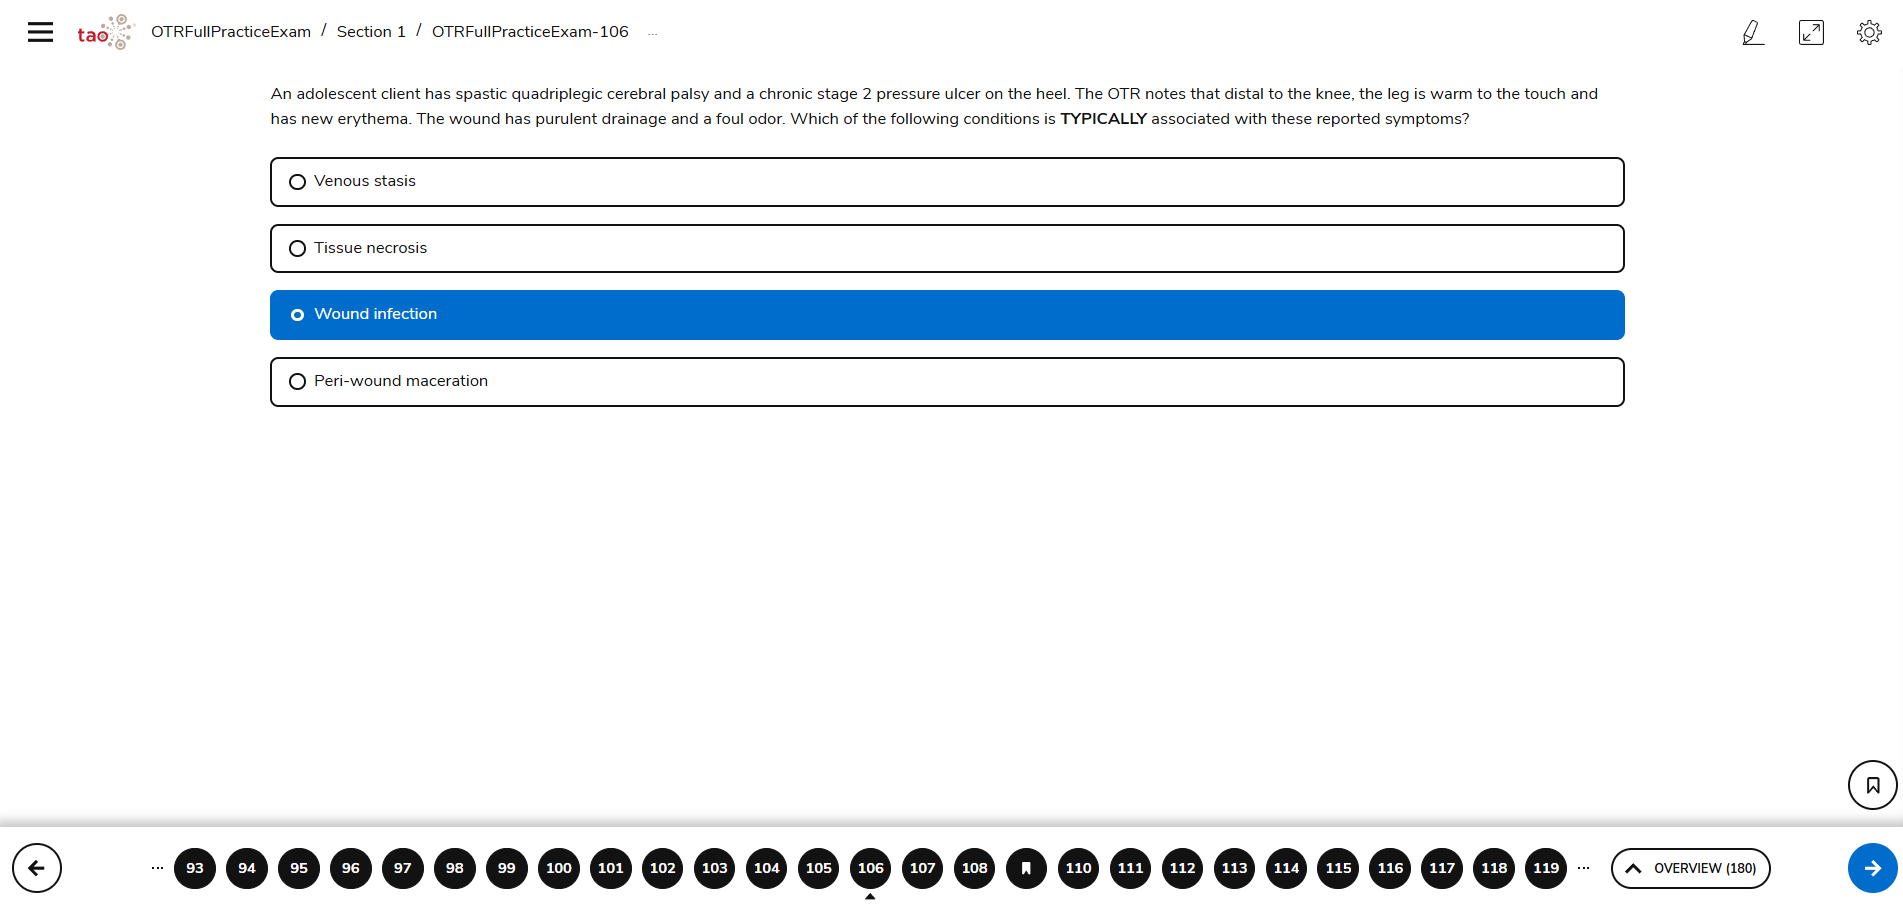 tao OTRFullPracticeExam / Section 1 / OTRFullPracticeExam-106 ...
An adolescent client has spastic quadriplegic cerebral palsy and a chronic stage 2 pressure ulcer on the heel. The OTR notes that distal to the knee, the leg is warm to the touch and
has new erythema. The wound has purulent drainage and a foul odor. Which of the following conditions is TYPICALLY associated with these reported symptoms?
Venous stasis
Tissue necrosis
Wound infection
Peri-wound maceration
... 93 94 95 96 97 98 99 100 101 102 103 104 105 106 107 108 110 111 112 113 114 115 116 117 118 119 ... OVERVIEW (180)